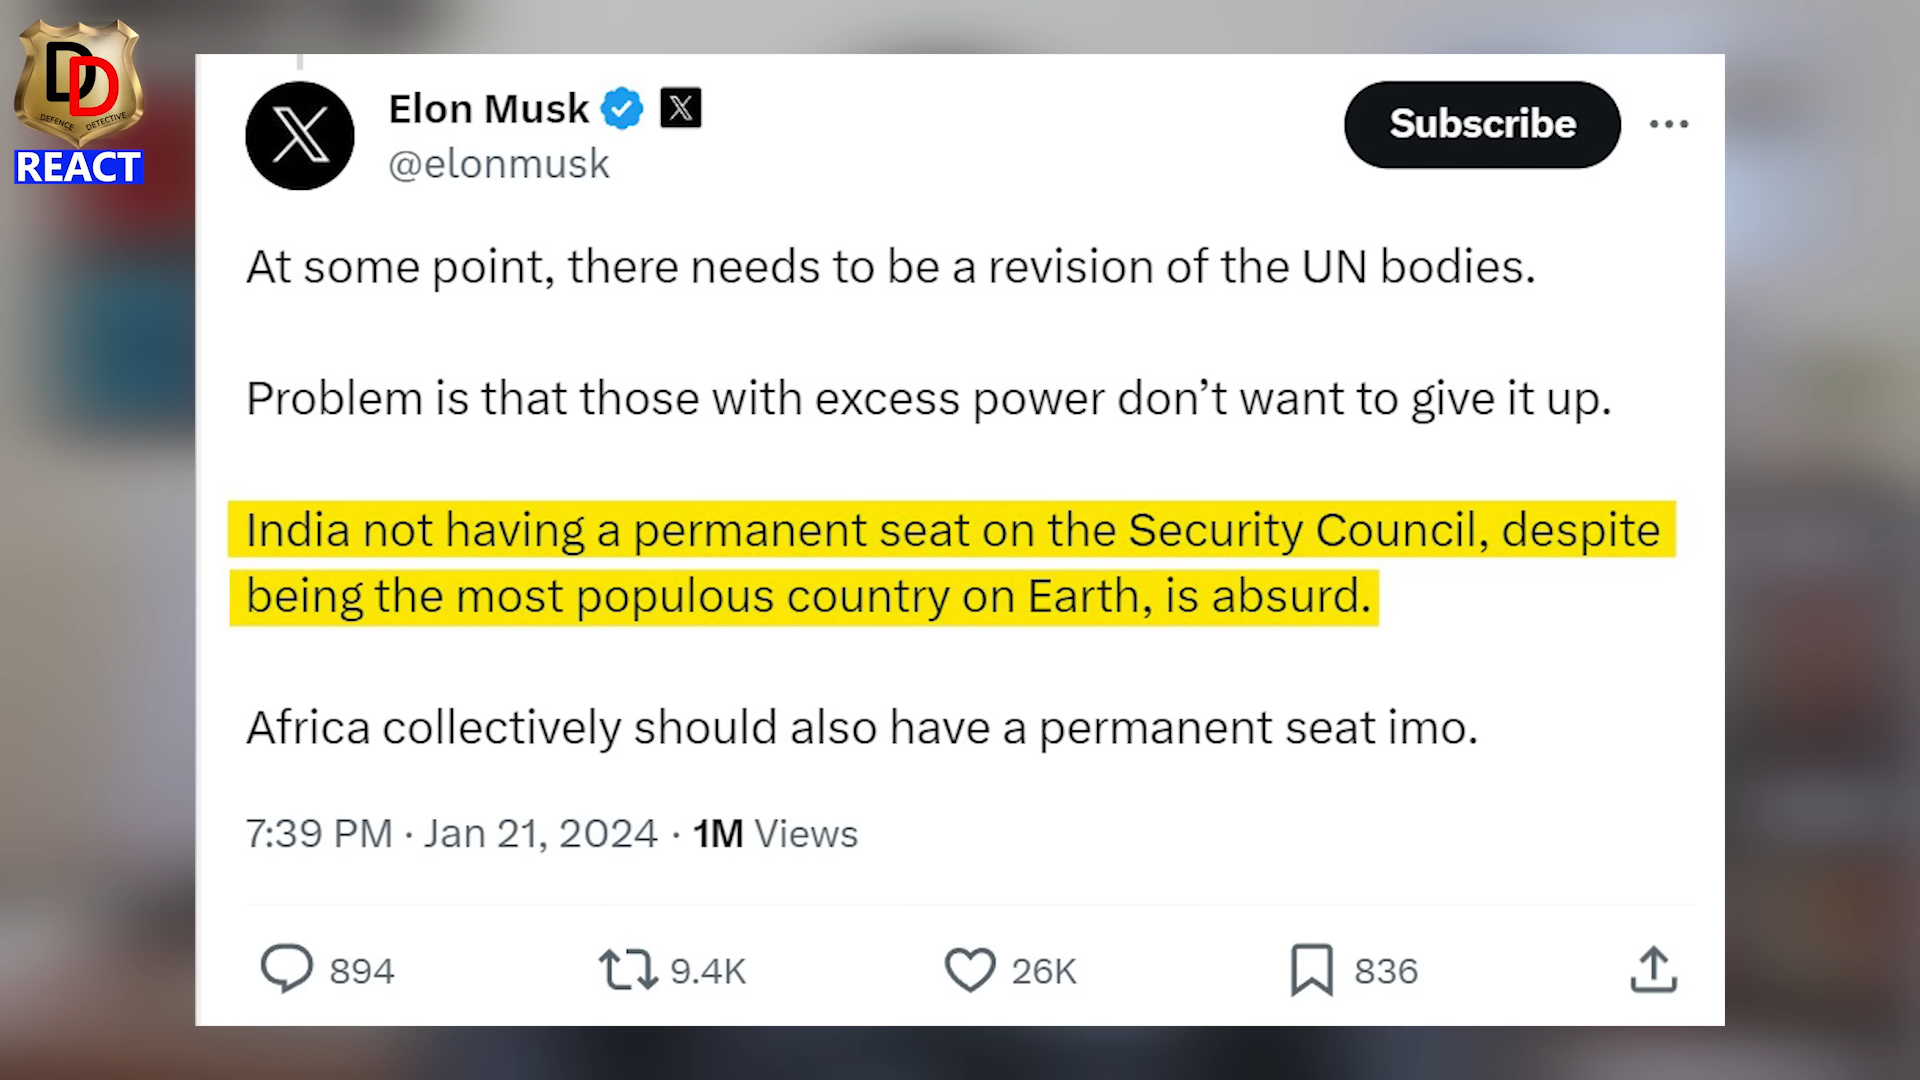 DD
DEFENCE DETECTIVE
REACT
Elon Musk
@elonmusk
Subscribe
At some point, there needs to be a revision of the UN bodies.
Problem is that those with excess power don’t want to give it up.
India not having a permanent seat on the Security Council, despite
being the most populous country on Earth, is absurd.
Africa collectively should also have a permanent seat imo.
7:39 PM · Jan 21, 2024 · 1M Views
894 9.4K 26K 836